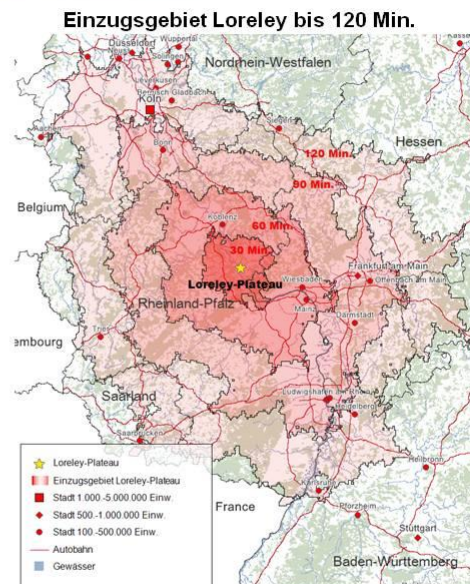 Einzugsgebiet Loreley bis 120 Min.
Wuppertal
Düsseldorf
Neuss
Solingen
Nordrhein-Westfalen
Kassel
Leverkusen
Bergisch Gladbach
Köln
Siegen
Aachen
Bonn
Hessen
120 Min.
90 Min.
Belgium
Koblenz
60 Min.
30 Min.
Frankfurt am Main
Loreley-Plateau
Wiesbaden
Offenbach am Main
Rheinland-Pfalz
Mainz
Darmstadt
Trier
embourg
Ludwigshafen am Rhein
Saarland
Heidelberg
Saarbrücken
Heilbronn
Karlsruhe
France
Pforzheim
Stuttgart
Baden-Württemberg
Loreley-Plateau
Einzugsgebiet Loreley-Plateau
Stadt 1.000 -5.000.000 Einw.
Stadt 500 -1.000.000 Einw.
Stadt 100 -500.000 Einw.
Autobahn
Gewässer